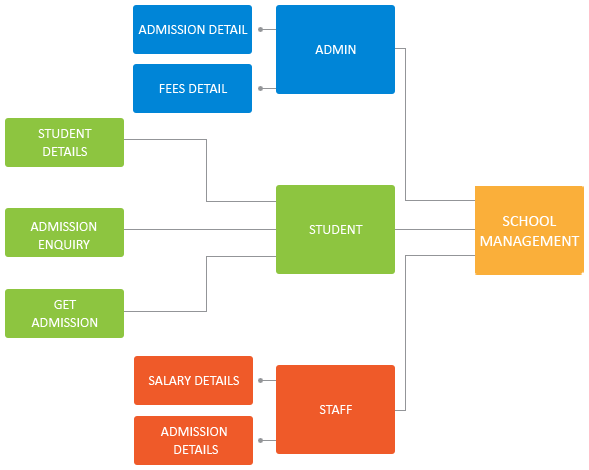 ADMISSION DETAIL
ADMIN
FEES DETAIL
STUDENT
DETAILS
ADMISSION
ENQUIRY
STUDENT
SCHOOL
MANAGEMENT
GET
ADMISSION
SALARY DETAILS
STAFF
ADMISSION
DETAILS